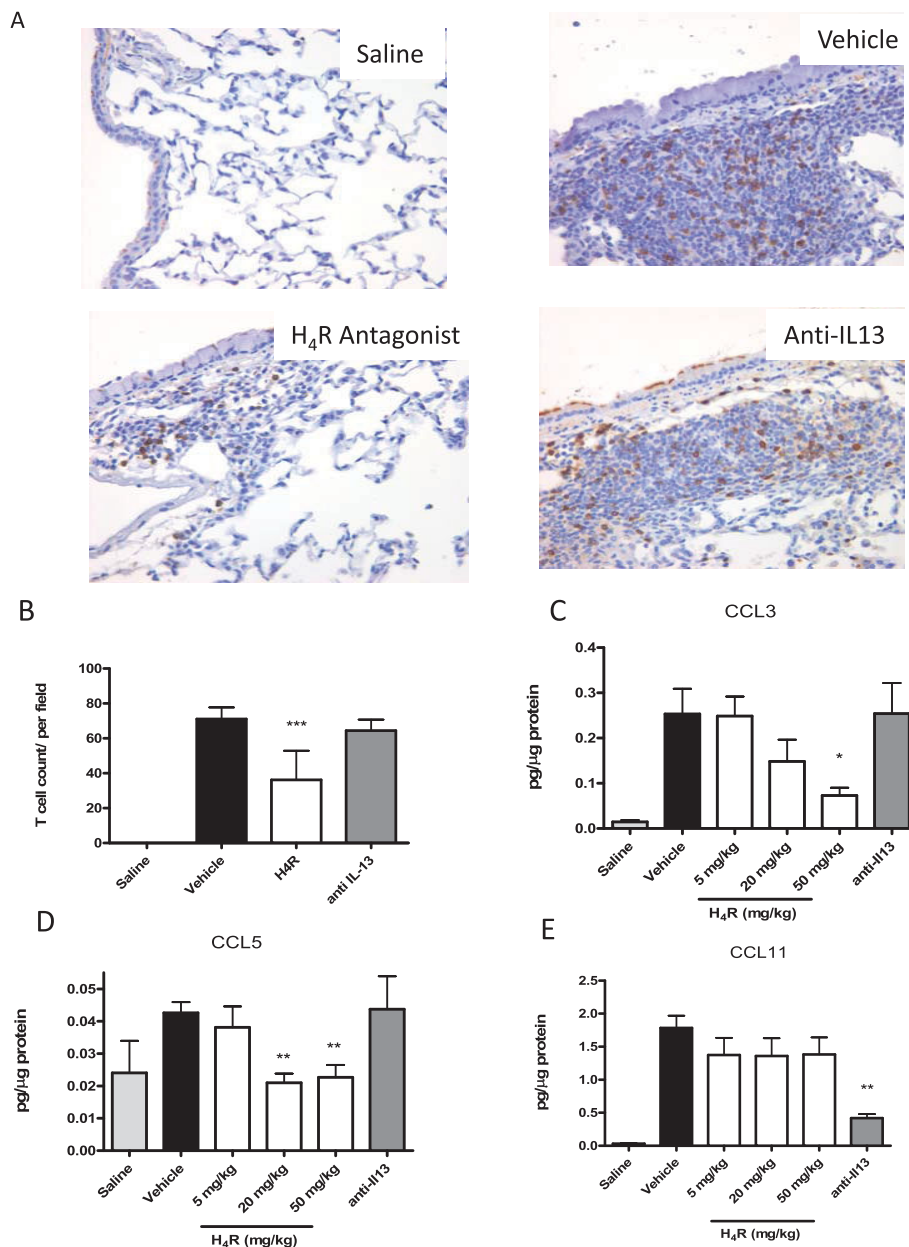 A
Saline
Vehicle
H₄R Antagonist
Anti-IL13
B
T cell count/ per field
100
80
60
40
20
0
***
Saline
Vehicle
H4R
anti IL-13
C
CCL3
pg/µg protein
0.4
0.3
0.2
0.1
0.0
*
Saline
Vehicle
5 mg/kg
20 mg/kg
50 mg/kg
anti-Il13
H₄R (mg/kg)
D
CCL5
pg/µg protein
0.05
0.04
0.03
0.02
0.01
0.00
**
**
Saline
Vehicle
5 mg/kg
20 mg/kg
50 mg/kg
anti-Il13
H₄R (mg/kg)
E
CCL11
pg/µg protein
2.5
2.0
1.5
1.0
0.5
0.0
**
Saline
Vehicle
5 mg/kg
20 mg/kg
50 mg/kg
anti-Il13
H₄R (mg/kg)